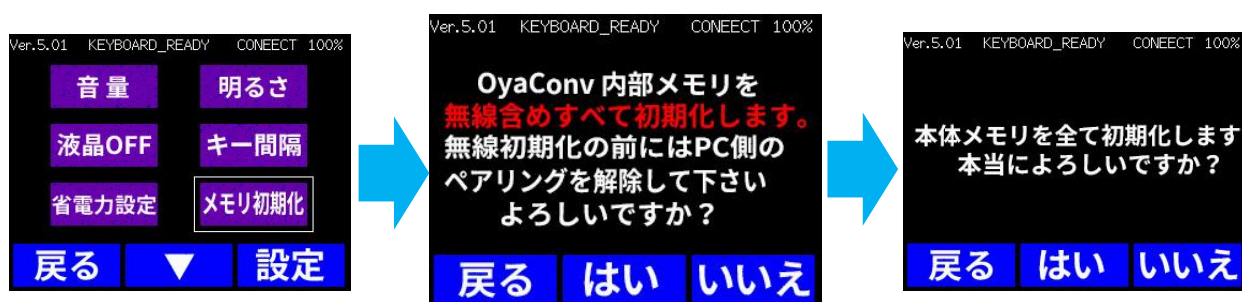 Ver.5.01 KEYBOARD_READY CONEECT 100%
音量 明るさ
液晶OFF キー間隔
省電力設定 メモリ初期化
戻る ▼ 設定
Ver.5.01 KEYBOARD_READY CONEECT 100%
OyaConv 内部メモリを
無線含めすべて初期化します。
無線初期化の前にはPC側の
ペアリングを解除して下さい
よろしいですか？
戻る はい いいえ
Ver.5.01 KEYBOARD_READY CONEECT 100%
本体メモリを全て初期化します
本当によろしいですか？
戻る はい いいえ